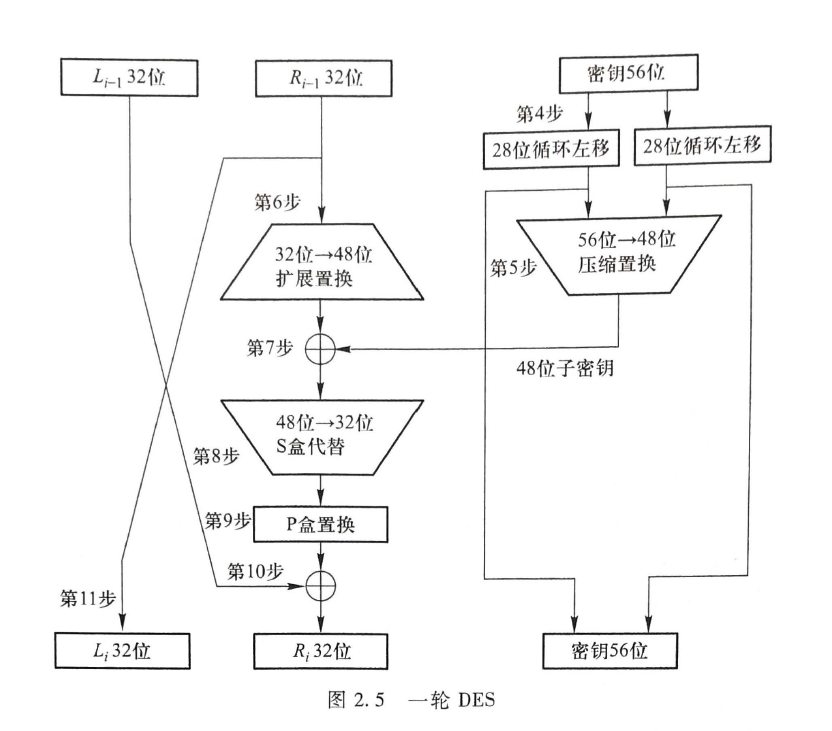 L_{i-1} 32位
R_{i-1} 32位
密钥56位
第4步
28位循环左移
28位循环左移
第6步
32位→48位
扩展置换
56位→48位
压缩置换
第5步
第7步
48位子密钥
48位→32位
S盒代替
第8步
第9步
P盒置换
第10步
第11步
L_i 32位
R_i 32位
密钥56位
图 2.5 一轮 DES